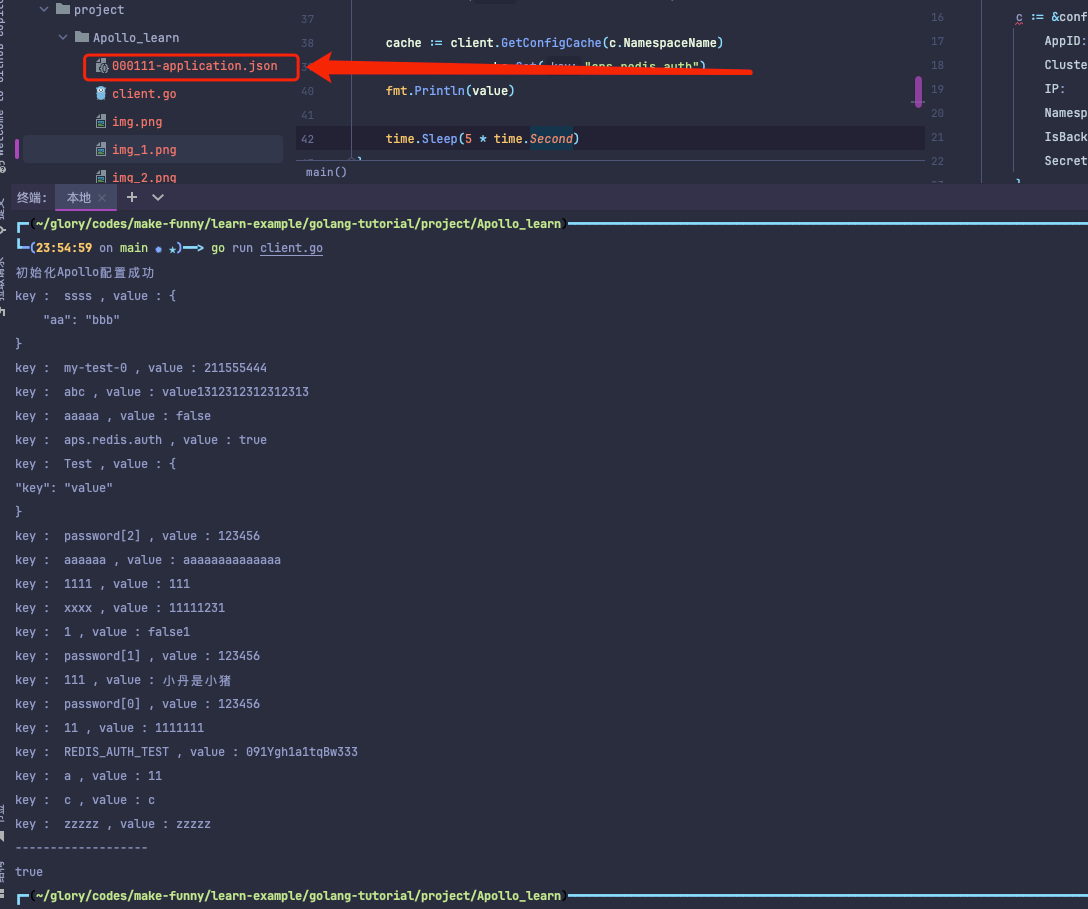 project
Apollo_learn
000111-application.json
client.go
img.png
img_1.png
img_2.png
37
38 cache := client.GetConfigCache(c.NamespaceName)
key: "aps.redis.auth")
40 fmt.Println(value)
41
42 time.Sleep(5 * time.Second)
main()
16 c := &conf
17 AppID:
18 Cluste
19 IP:
20 Namesp
21 IsBack
22 Secret
终端: 本地 × +
(~/glory/codes/make-funny/learn-example/golang-tutorial/project/Apollo_learn)
(23:54:59 on main ✹ ★)──> go run client.go
初始化Apollo配置成功
key :  ssss , value : {
"aa": "bbb"
}
key :  my-test-0 , value : 211555444
key :  abc , value : value1312312312312313
key :  aaaaa , value : false
key :  aps.redis.auth , value : true
key :  Test , value : {
"key": "value"
}
key :  password[2] , value : 123456
key :  aaaaaa , value : aaaaaaaaaaaaaa
key :  1111 , value : 111
key :  xxxx , value : 11111231
key :  1 , value : false1
key :  password[1] , value : 123456
key :  111 , value : 小丹是小猪
key :  password[0] , value : 123456
key :  11 , value : 1111111
key :  REDIS_AUTH_TEST , value : 091Ygh1a1tqBw333
key :  a , value : 11
key :  c , value : c
key :  zzzzz , value : zzzzz
-------------------
true
(~/glory/codes/make-funny/learn-example/golang-tutorial/project/Apollo_learn)